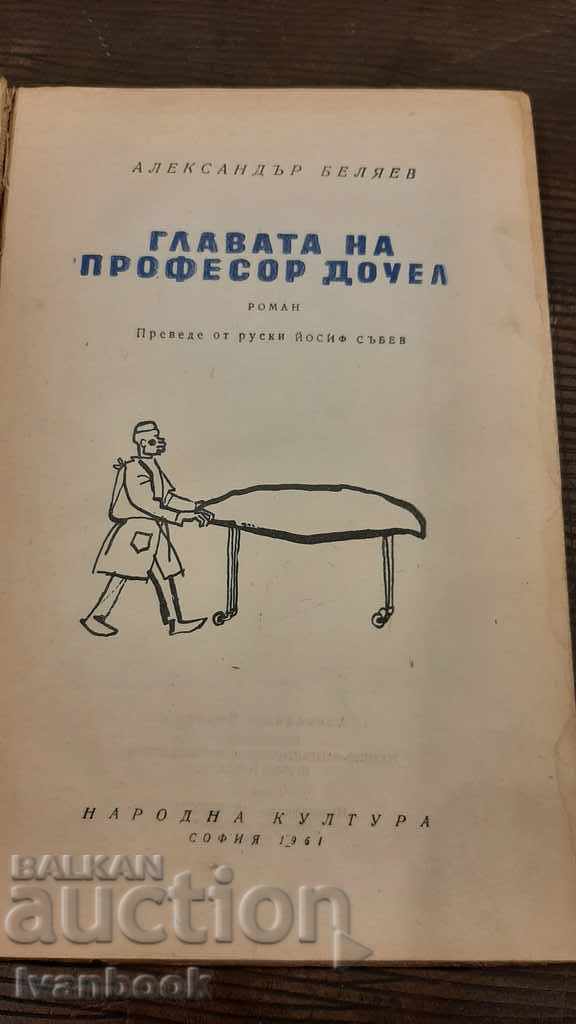 АЛЕКСАНДЪР БЕЛЯЕВ
ГЛАВАТА НА
ПРОФЕСОР ДОУЕЛ
РОМАН
Преведе от руски ЙОСИФ СЪБЕВ
НАРОДНА КУЛТУРА
СОФИЯ 1961
BALKAN
auction
Ivanbook